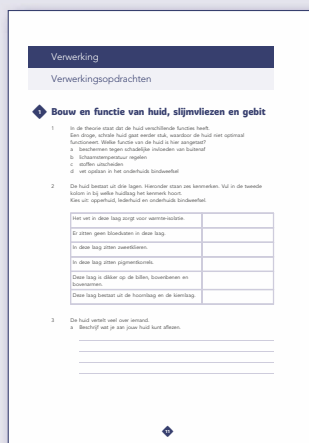 Verwerking
Verwerkingsopdrachten
1 Bouw en functie van huid, slijmvliezen en gebit
1 In de theorie staat dat de huid verschillende functies heeft.
Een droge, schrale huid gaat eerder stuk, waardoor de huid niet optimaal
functioneert. Welke functie van de huid is hier aangetast?
a beschermen tegen schadelijke invloeden van buitenaf
b lichaamstemperatuur regelen
c stoffen uitscheiden
d vet opslaan in het onderhuids bindweefsel
2 De huid bestaat uit drie lagen. Hieronder staan zes kenmerken. Vul in de tweede
kolom in bij welke huidlaag het kenmerk hoort.
Kies uit: opperhuid, lederhuid en onderhuids bindweefsel.
Het vet in deze laag zorgt voor warmte-isolatie.
Er zitten geen bloedvaten in deze laag.
In deze laag zitten zweetklieren.
In deze laag zitten pigmentkorrels.
Deze laag is dikker op de billen, bovenbenen en
bovenarmen.
Deze laag bestaat uit de hoornlaag en de kiemlaag.
3 De huid vertelt veel over iemand.
a Beschrijf wat je aan jouw huid kunt aflezen.